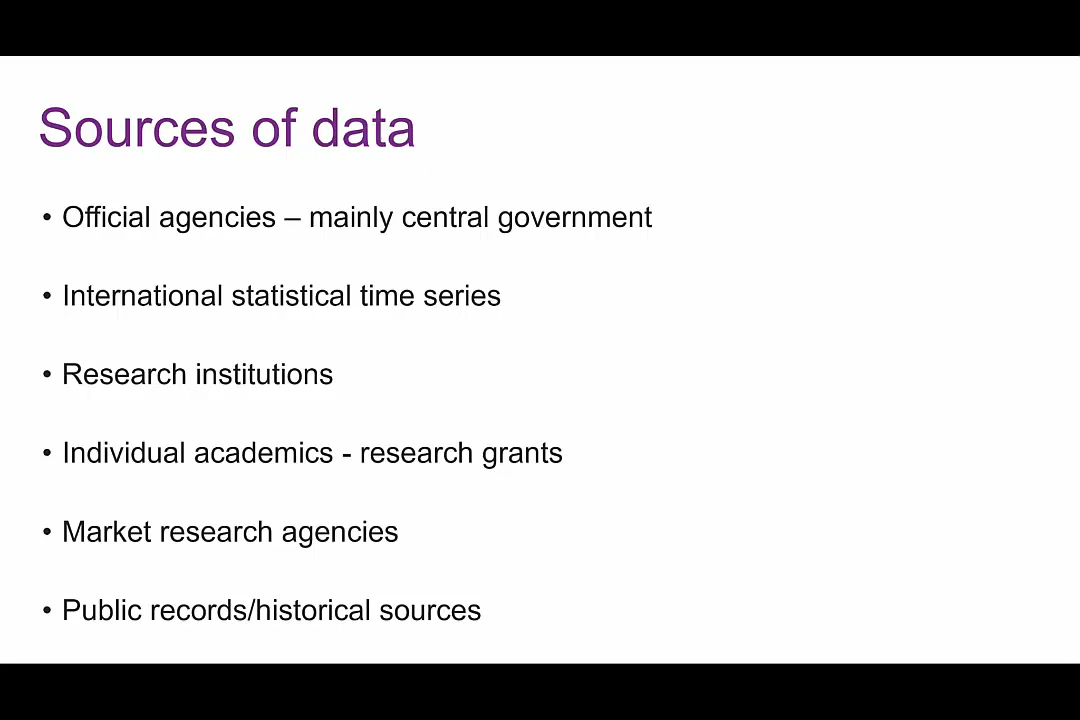 Sources of data
• Official agencies – mainly central government
• International statistical time series
• Research institutions
• Individual academics - research grants
• Market research agencies
• Public records/historical sources